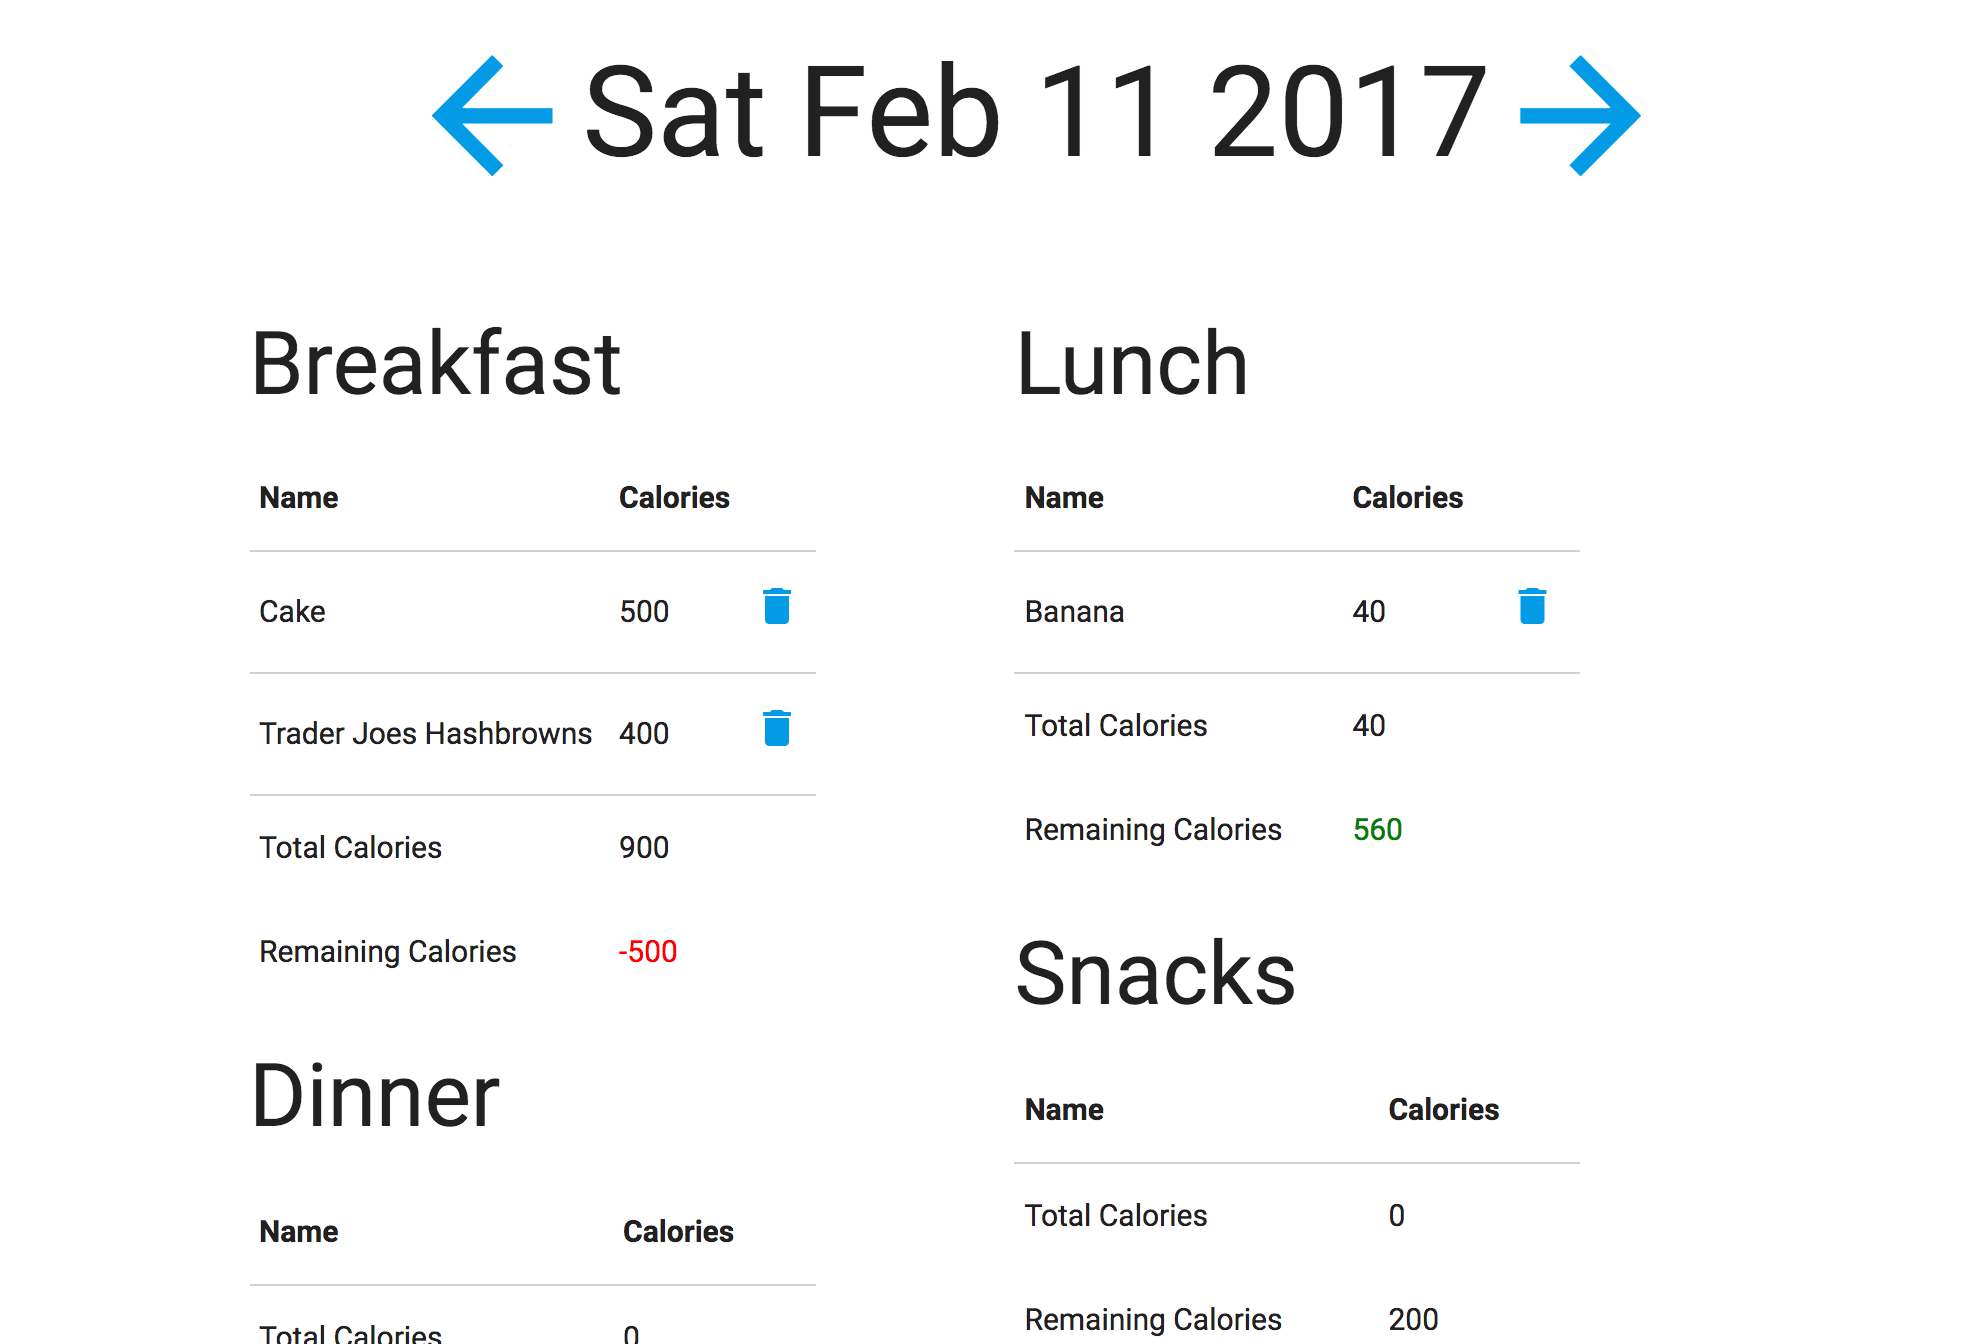 Sat Feb 11 2017
Breakfast
Name Calories
Cake 500
Trader Joes Hashbrowns 400
Total Calories 900
Remaining Calories -500
Lunch
Name Calories
Banana 40
Total Calories 40
Remaining Calories 560
Dinner
Name Calories
Total Calories 0
Snacks
Name Calories
Total Calories 0
Remaining Calories 200